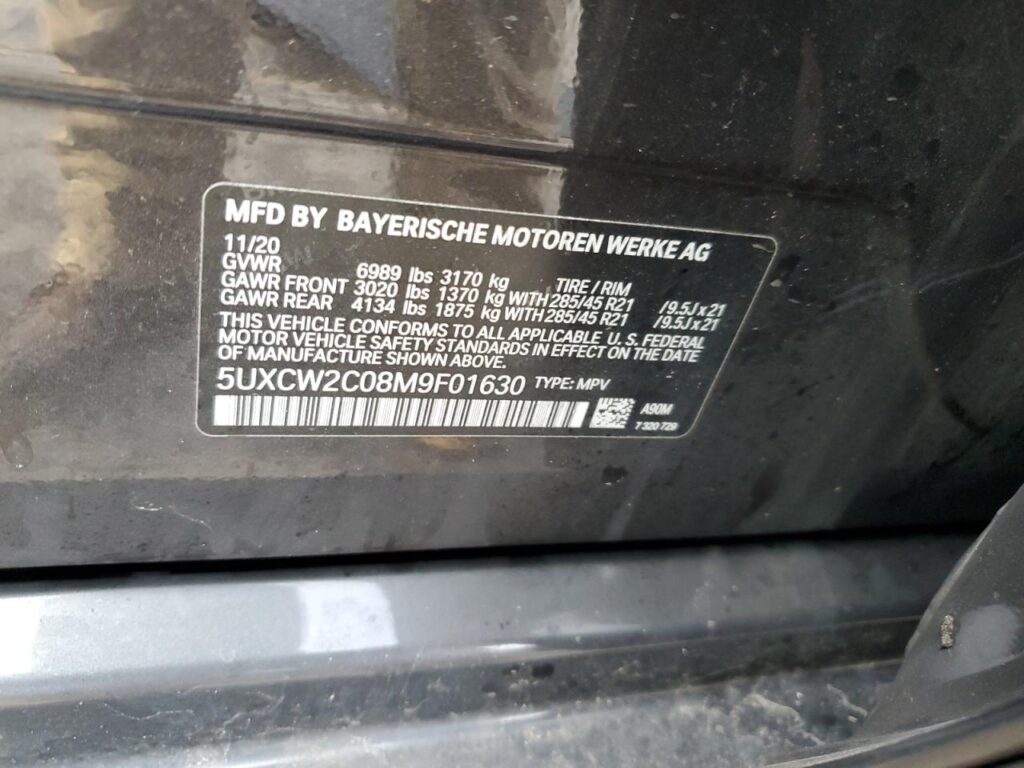 MFD BY BAYERISCHE MOTOREN WERKE AG
11/20
GVWR 6989 lbs 3170 kg TIRE / RIM
GAWR FRONT 3020 lbs 1370 kg WITH 285/45 R21 /9.5J x 21
GAWR REAR 4134 lbs 1875 kg WITH 285/45 R21 /9.5J x 21
THIS VEHICLE CONFORMS TO ALL APPLICABLE U. S. FEDERAL
MOTOR VEHICLE SAFETY STANDARDS IN EFFECT ON THE DATE
OF MANUFACTURE SHOWN ABOVE.
5UXCW2C08M9F01630 TYPE: MPV
A90M
7 320 729